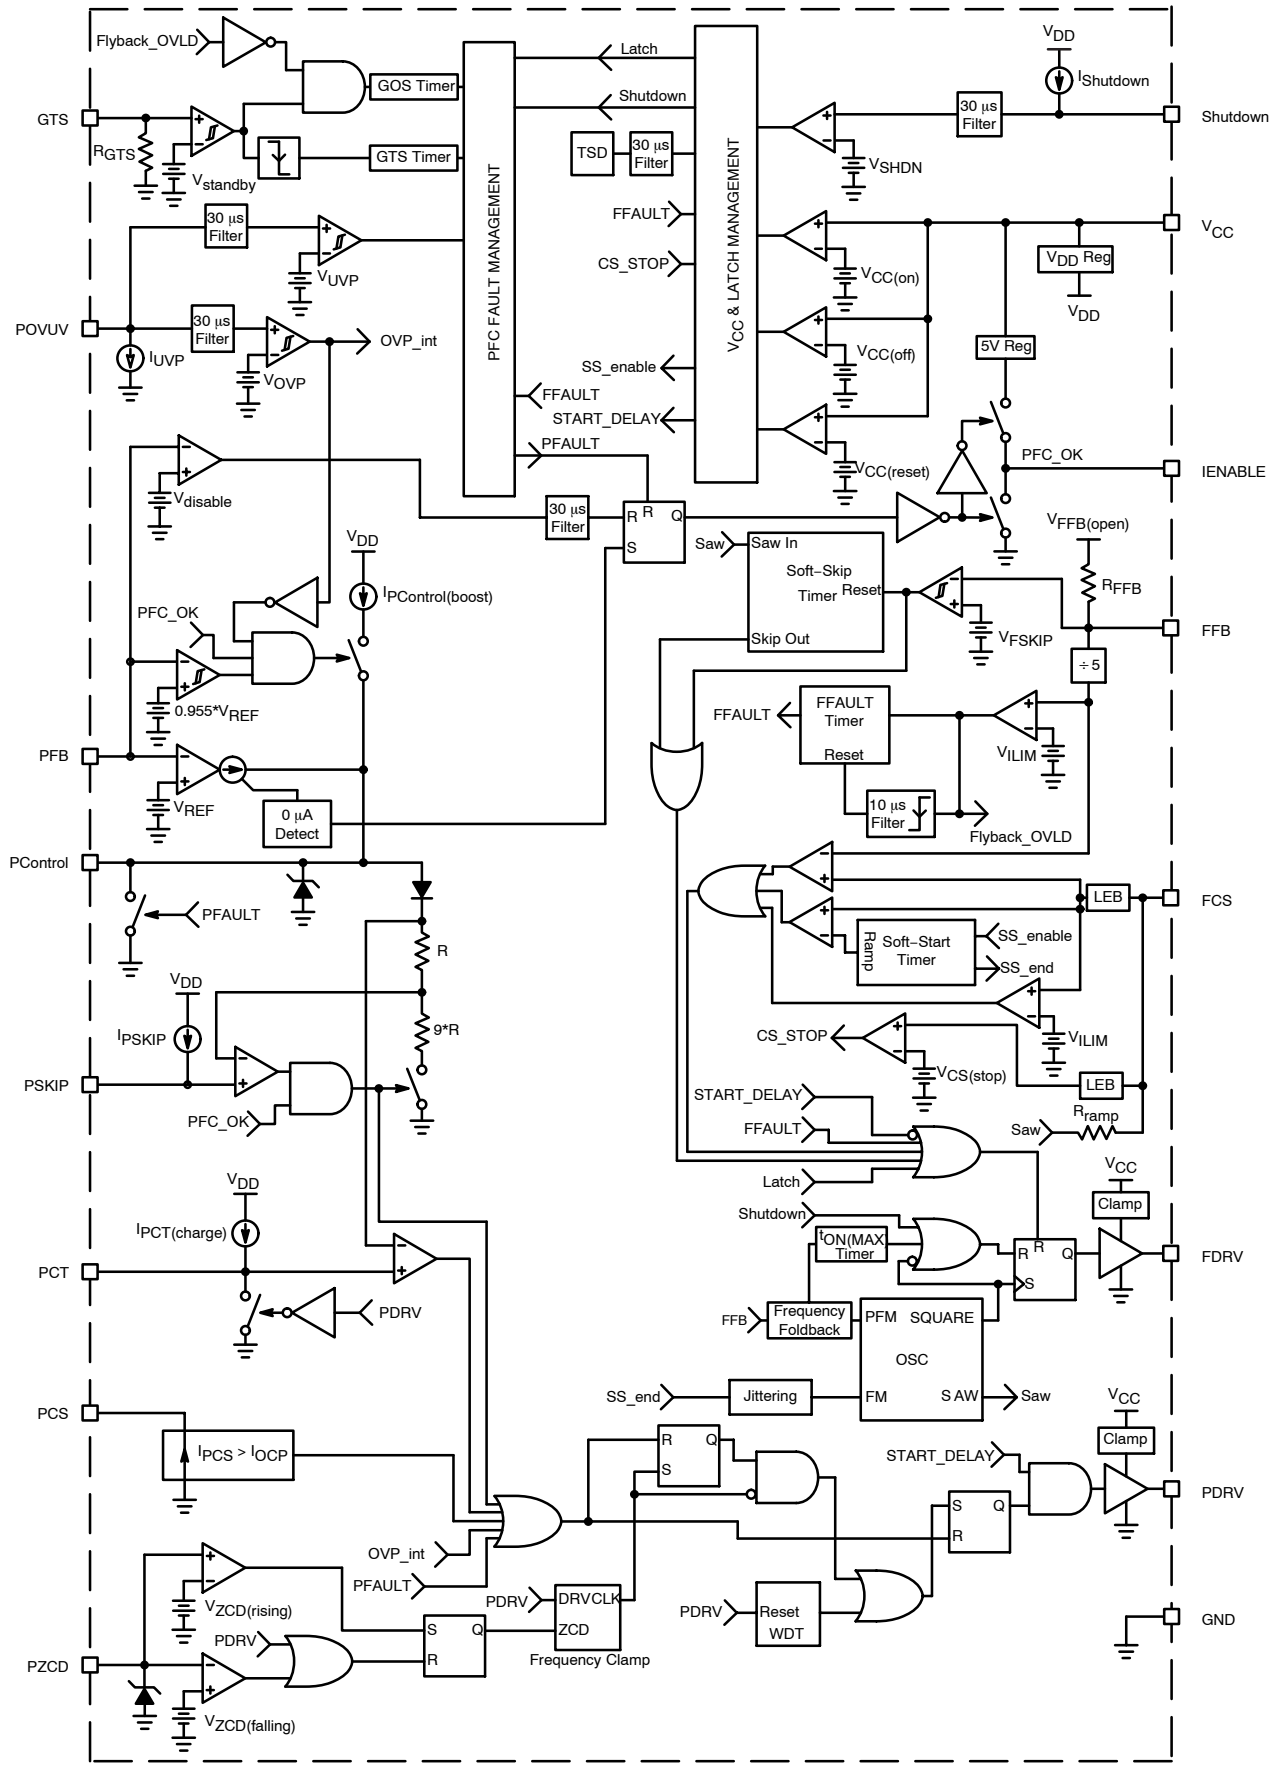 Flyback_OVLD
GOS Timer
GTS
RGTS
Vstandby
GTS Timer
30 µs
Filter
VUVP
POVUV
30 µs
Filter
IUVP
VOVP
OVP_int
PFC FAULT MANAGEMENT
Latch
Shutdown
TSD
30 µs
Filter
FFAULT
CS_STOP
SS_enable
FFAULT
START_DELAY
PFAULT
VCC & LATCH MANAGEMENT
VDD
IShutdown
30 µs
Filter
Shutdown
VSHDN
VCC
VCC(on)
VDD Reg
VDD
VCC(off)
5V Reg
VCC(reset)
PFC_OK
IENABLE
Vdisable
30 µs
Filter
R
R
Q
S
VDD
IPControl(boost)
PFC_OK
0.955*VREF
PFB
VREF
0 µA
Detect
Saw
Saw In
Soft-Skip
Timer
Reset
Skip Out
VFFB(open)
RFFB
VFSKIP
FFB
÷ 5
FFAULT
FFAULT
Timer
Reset
VILIM
10 µs
Filter
Flyback_OVLD
PControl
PFAULT
R
9*R
LEB
FCS
Ramp
Soft-Start
Timer
SS_enable
SS_end
VILIM
CS_STOP
VCS(stop)
LEB
Rramp
Saw
VDD
IPSKIP
PSKIP
PFC_OK
START_DELAY
FFAULT
Latch
Shutdown
VCC
Clamp
tON(MAX)
Timer
R
R
Q
S
FDRV
VDD
IPCT(charge)
PCT
PDRV
FFB
Frequency
Foldback
PFM
SQUARE
OSC
FM
SAW
Saw
SS_end
Jittering
PCS
IPCS > IOCP
R
Q
S
START_DELAY
VCC
Clamp
S
Q
R
PDRV
OVP_int
PFAULT
PDRV
DRV
CLK
ZCD
Frequency Clamp
PDRV
Reset
WDT
GND
VZCD(rising)
PDRV
S
Q
R
PZCD
VZCD(falling)